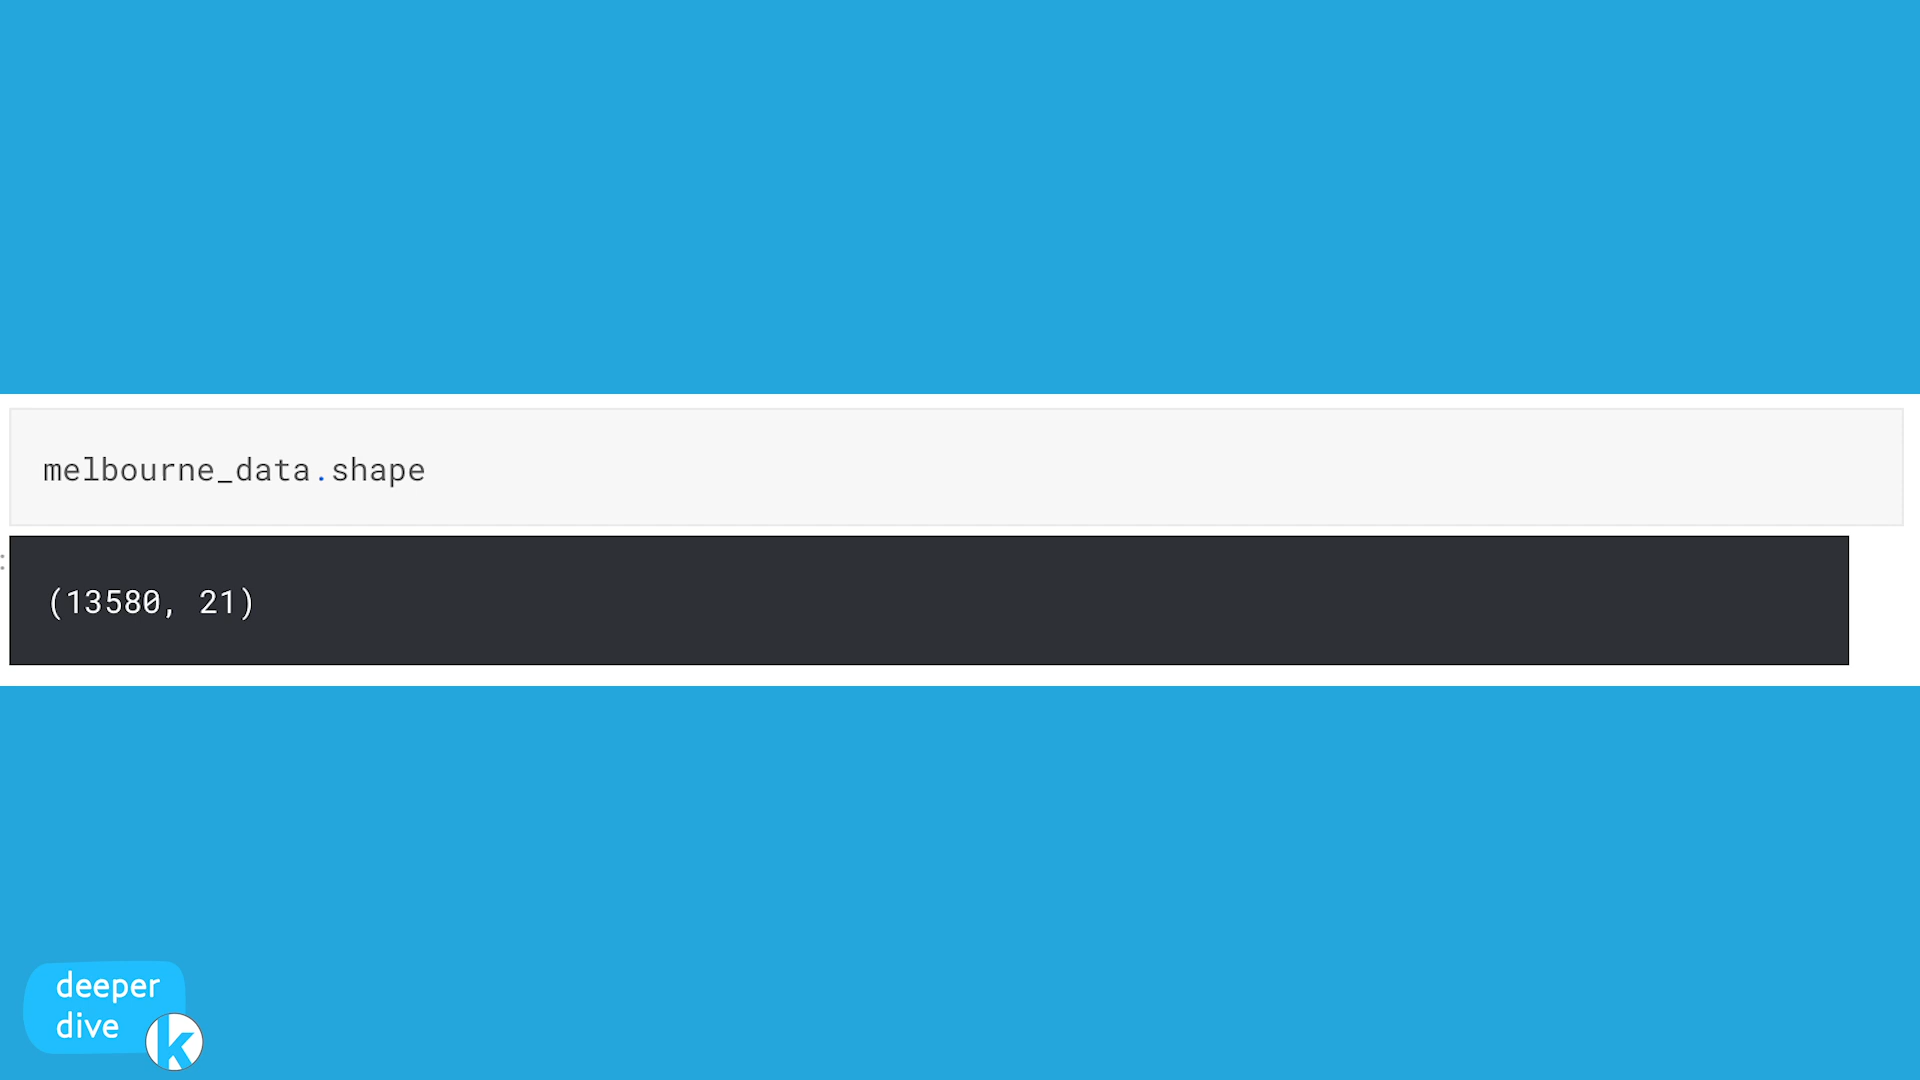 melbourne_data.shape
:
(13580, 21)
deeper
dive
k